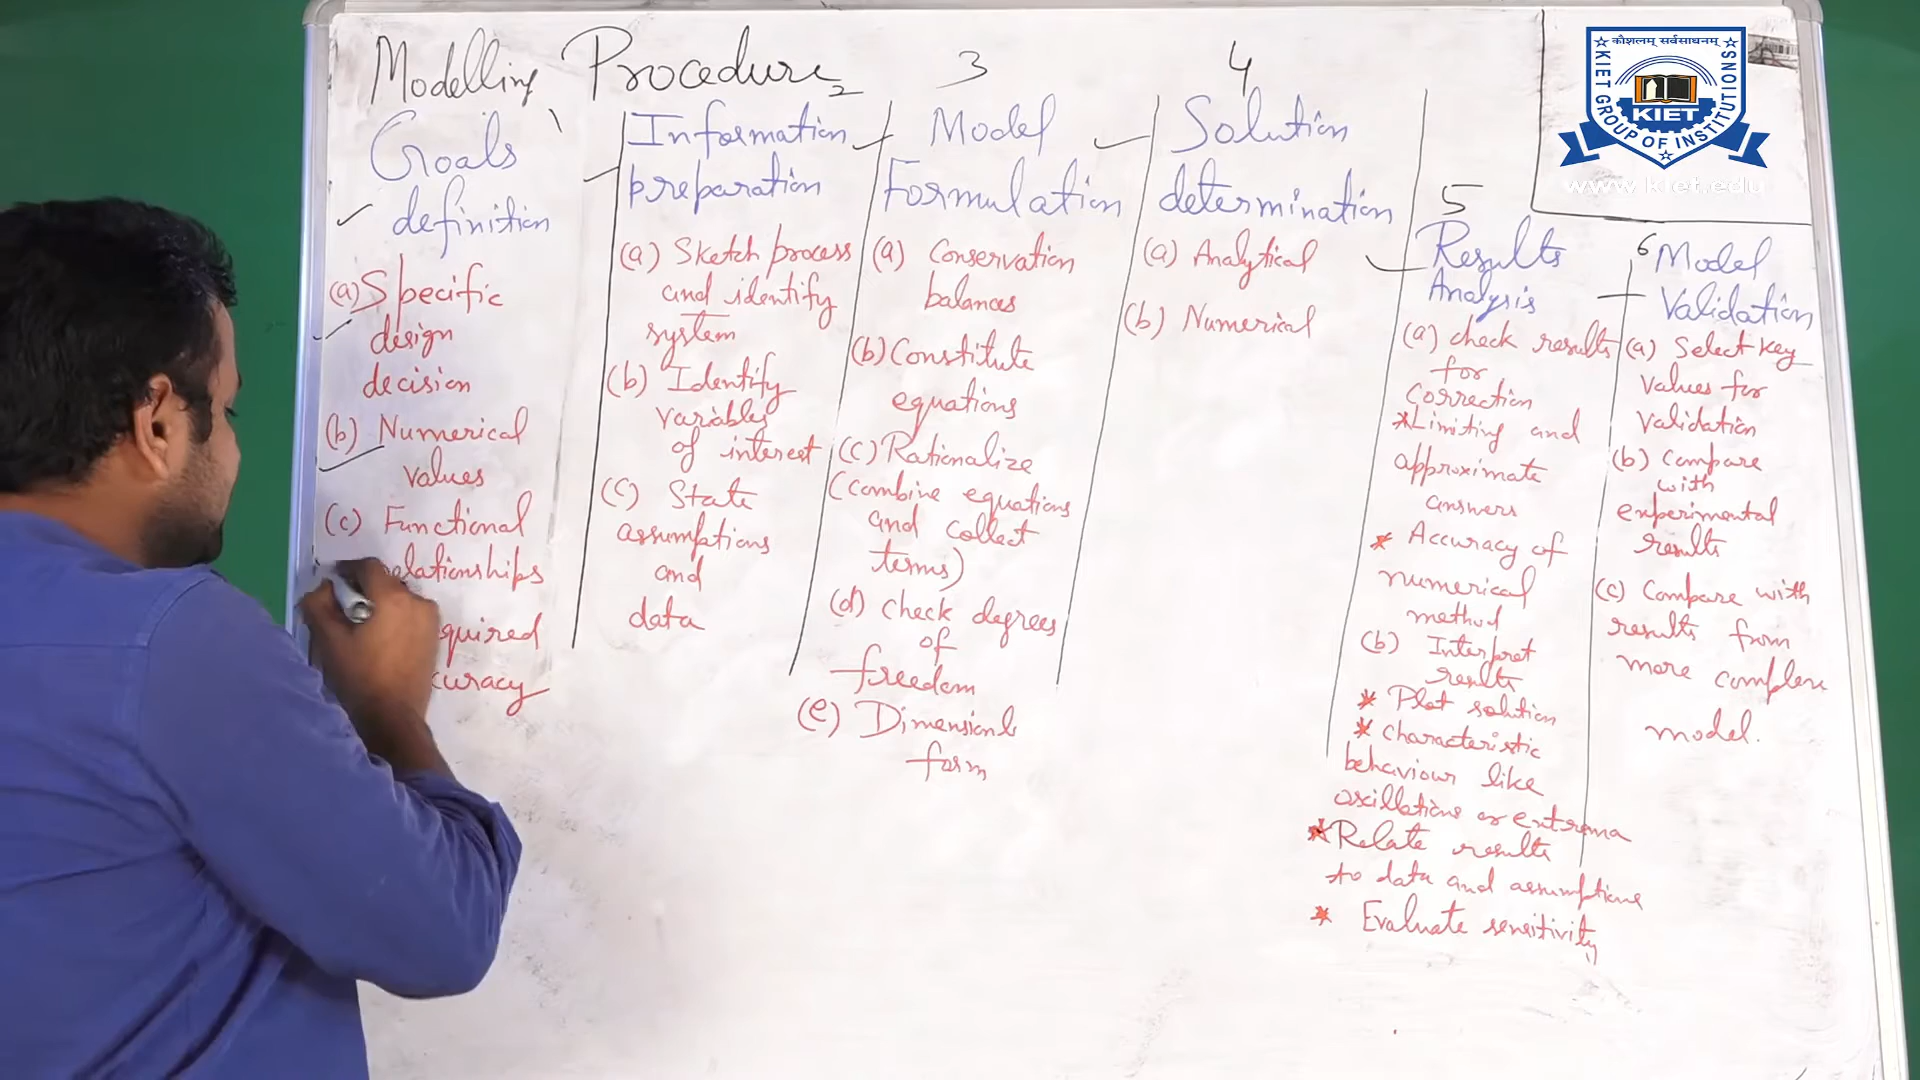 Modelling Procedure
1
Goals
definition
(a) Specific
design
decision
(b) Numerical
values
(c) Functional
relationships
quired
curacy
2
Information
preparation
(a) Sketch process
and identify
system
(b) Identify
variables
of interest
(c) State
assumptions
and
data
3
Model
Formulation
(a) Conservation
balances
(b) Constitute
equations
(c) Rationalize
(combine equations
and collect
terms)
(d) check degrees
of
freedom
(e) Dimensionls
form
4
Solution
determination
(a) Analytical
(b) Numerical
5
Results
Analysis
(a) check results
for
correction
*Limiting and
approximate
answers
* Accuracy of
numerical
method
(b) Interpret
results
* Plot solution
* characteristic
behaviour like
oscillations or extrema
* Relate results
to data and assumptions
* Evaluate sensitivity
6 Model
Validation
(a) Select key
values for
validation
(b) Compare
with
experimental
results
(c) Compare with
results from
more complex
model.
कौशलम् सर्वसाधनम्
KIET GROUP OF INSTITUTIONS
KIET
www.kiet.edu